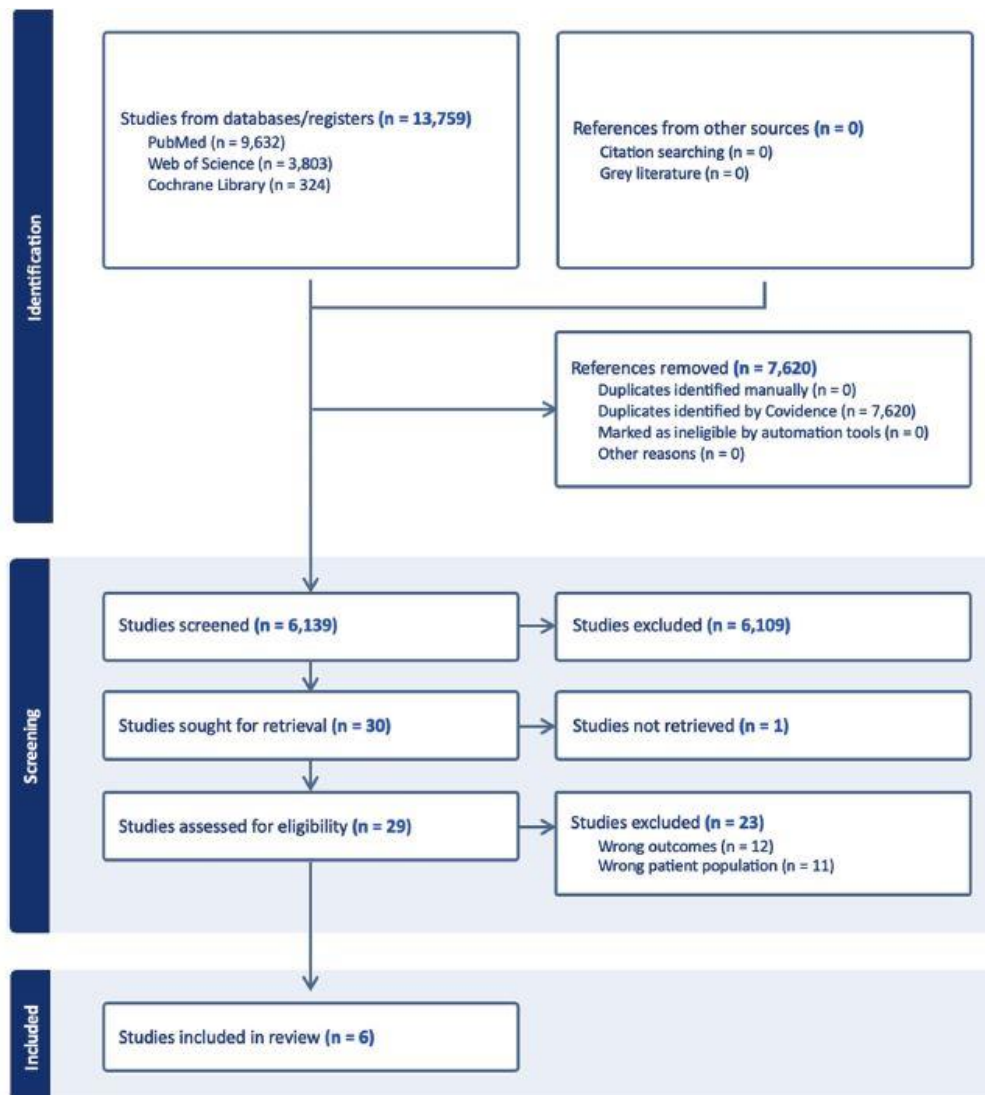 Identification
Studies from databases/registers (n = 13,759)
PubMed (n = 9,632)
Web of Science (n = 3,803)
Cochrane Library (n = 324)
References from other sources (n = 0)
Citation searching (n = 0)
Grey literature (n = 0)
References removed (n = 7,620)
Duplicates identified manually (n = 0)
Duplicates identified by Covidence (n = 7,620)
Marked as ineligible by automation tools (n = 0)
Other reasons (n = 0)
Screening
Studies screened (n = 6,139)
Studies excluded (n = 6,109)
Studies sought for retrieval (n = 30)
Studies not retrieved (n = 1)
Studies assessed for eligibility (n = 29)
Studies excluded (n = 23)
Wrong outcomes (n = 12)
Wrong patient population (n = 11)
Included
Studies included in review (n = 6)